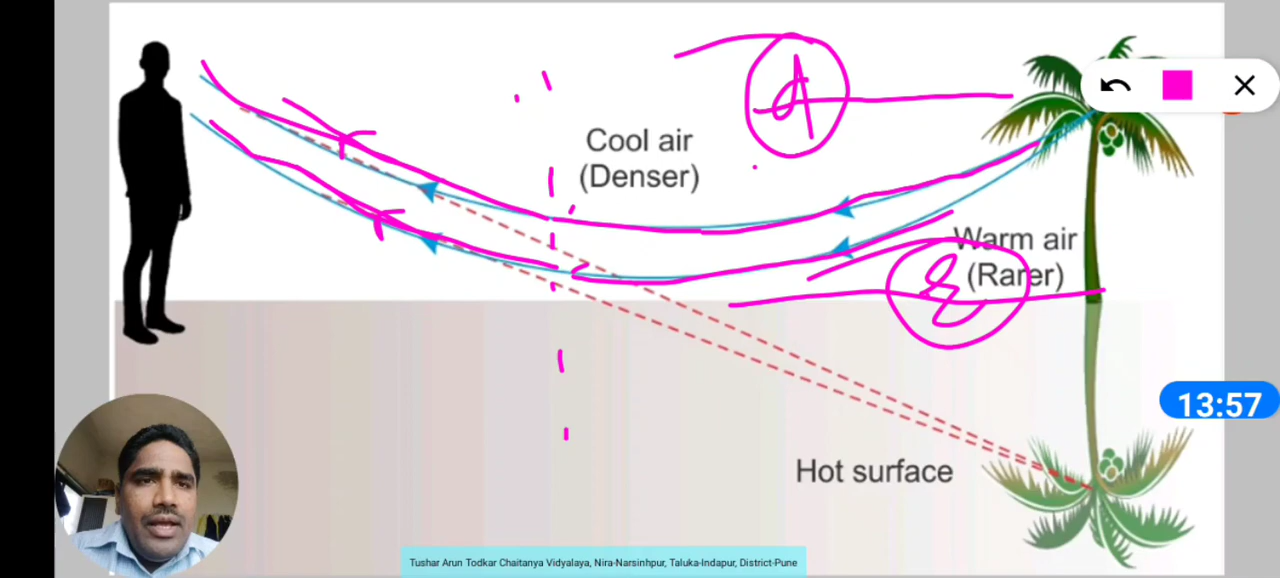 Cool air
(Denser)
A
Warm air
(Rarer)
13:57
Hot surface
Tushar Arun Todkar Chaitanya Vidyalaya, Nira-Narsinhpur, Taluka-Indapur, District-Pune